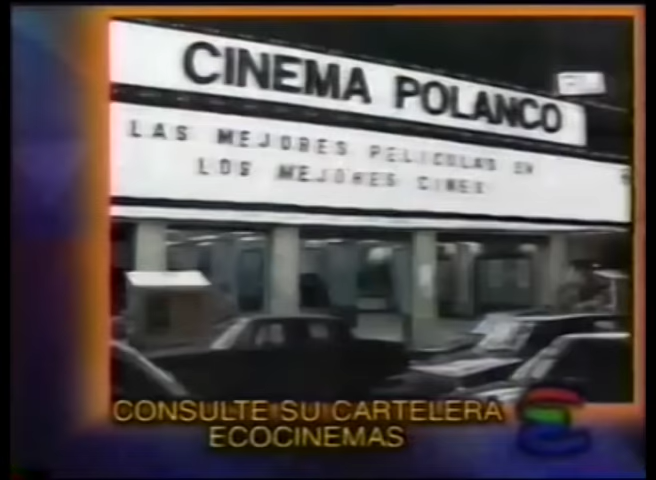 CINEMA POLANCO
LAS MEJORES PELICULAS EN
LOS MEJORES CINES
CONSULTE SU CARTELERA
ECOCINEMAS